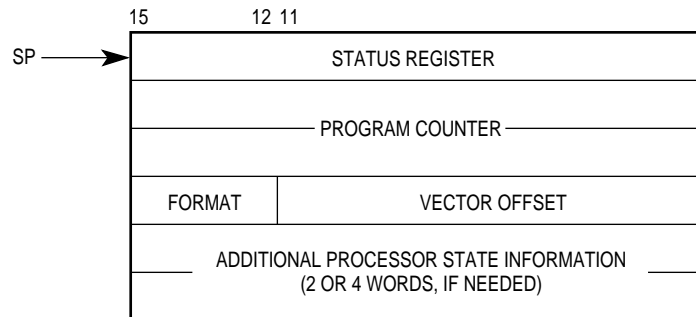 15 12 11
SP
STATUS REGISTER
PROGRAM COUNTER
FORMAT VECTOR OFFSET
ADDITIONAL PROCESSOR STATE INFORMATION
(2 OR 4 WORDS, IF NEEDED)